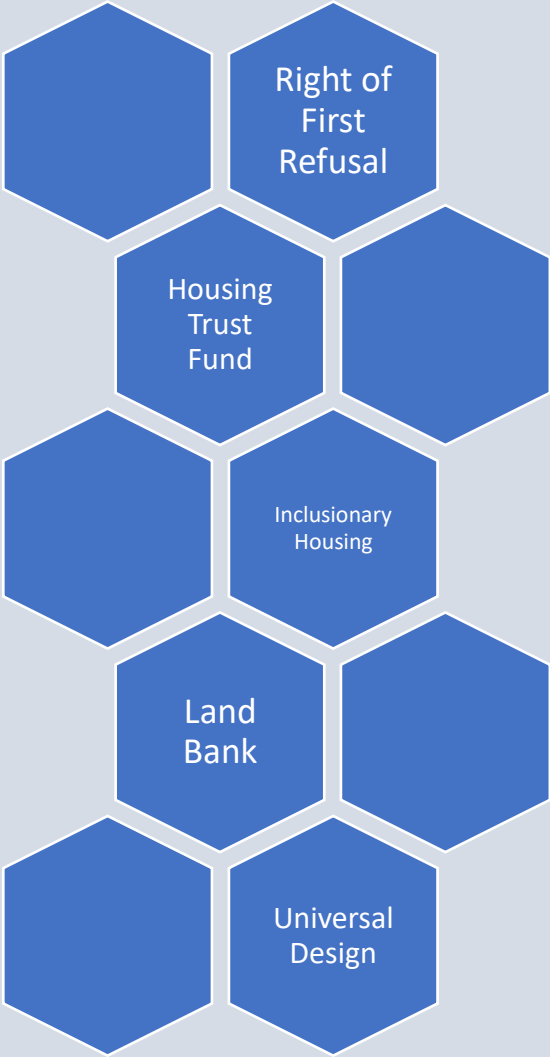 Right of
First
Refusal
Housing
Trust
Fund
Inclusionary
Housing
Land
Bank
Universal
Design